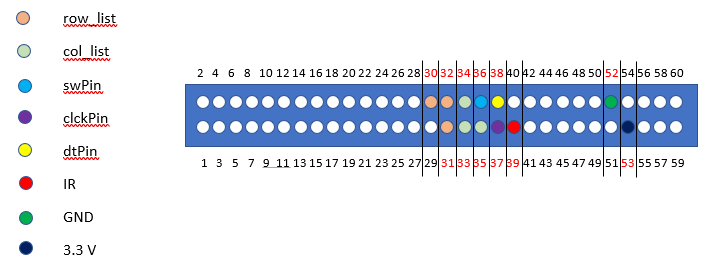 row_list
col_list
swPin
clckPin
dtPin
IR
GND
3.3 V
2 4 6 8 10 12 14 16 18 20 22 24 26 28 30 32 34 36 38 40 42 44 46 48 50 52 54 56 58 60
1 3 5 7 9 11 13 15 17 19 21 23 25 27 29 31 33 35 37 39 41 43 45 47 49 51 53 55 57 59